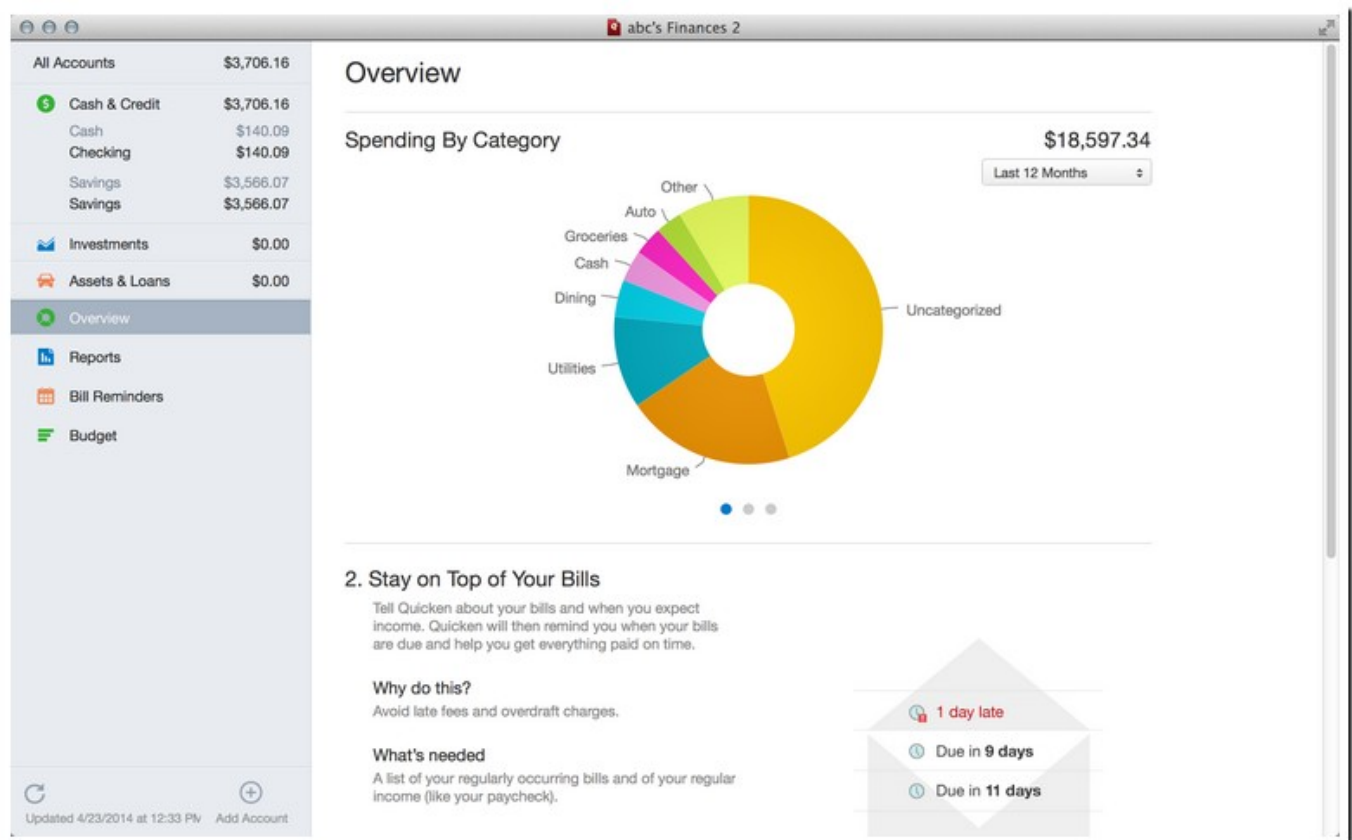 abc's Finances 2
All Accounts $3,706.16
Cash & Credit $3,706.16
Cash $140.09
Checking $140.09
Savings $3,566.07
Savings $3,566.07
Investments $0.00
Assets & Loans $0.00
Overview
Reports
Bill Reminders
Budget
Updated 4/23/2014 at 12:33 PM
Add Account
Overview
Spending By Category $18,597.34
Last 12 Months
Other
Auto
Groceries
Cash
Dining
Uncategorized
Utilities
Mortgage
2. Stay on Top of Your Bills
Tell Quicken about your bills and when you expect
income. Quicken will then remind you when your bills
are due and help you get everything paid on time.
Why do this?
Avoid late fees and overdraft charges.
What's needed
A list of your regularly occurring bills and of your regular
income (like your paycheck).
1 day late
Due in 9 days
Due in 11 days